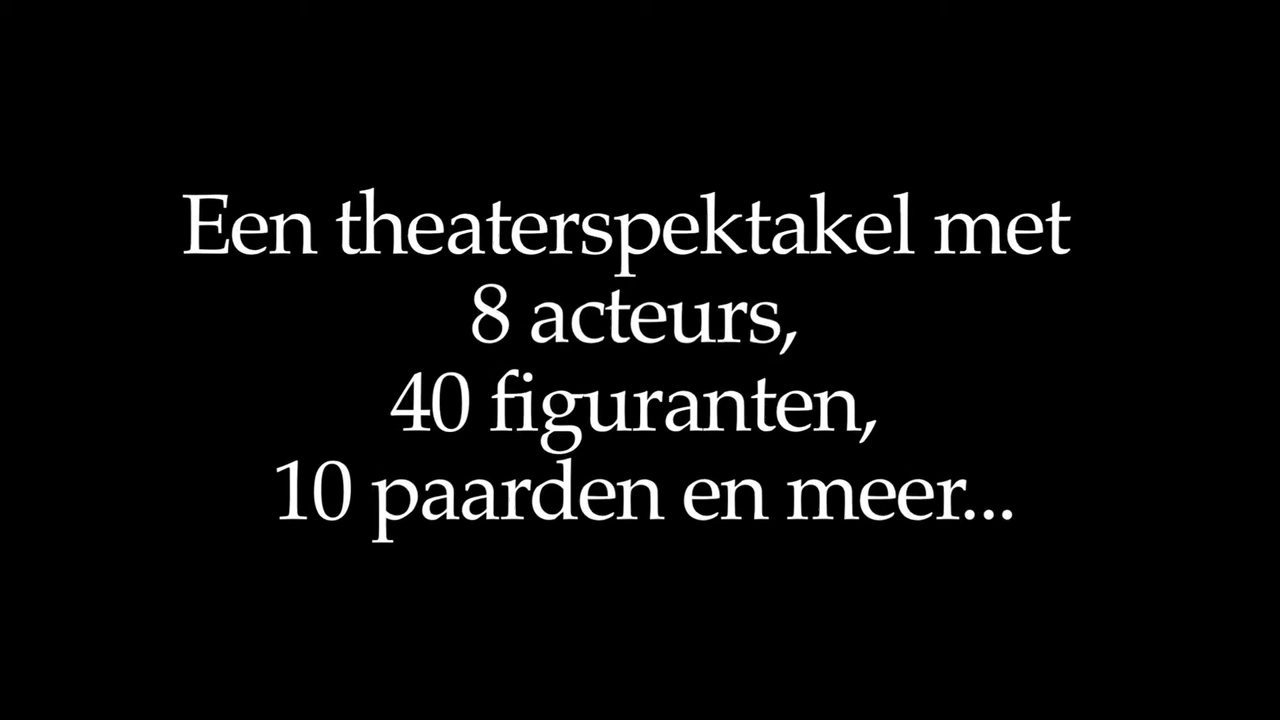 Een theaterspektakel met
8 acteurs,
40 figuranten,
10 paarden en meer...